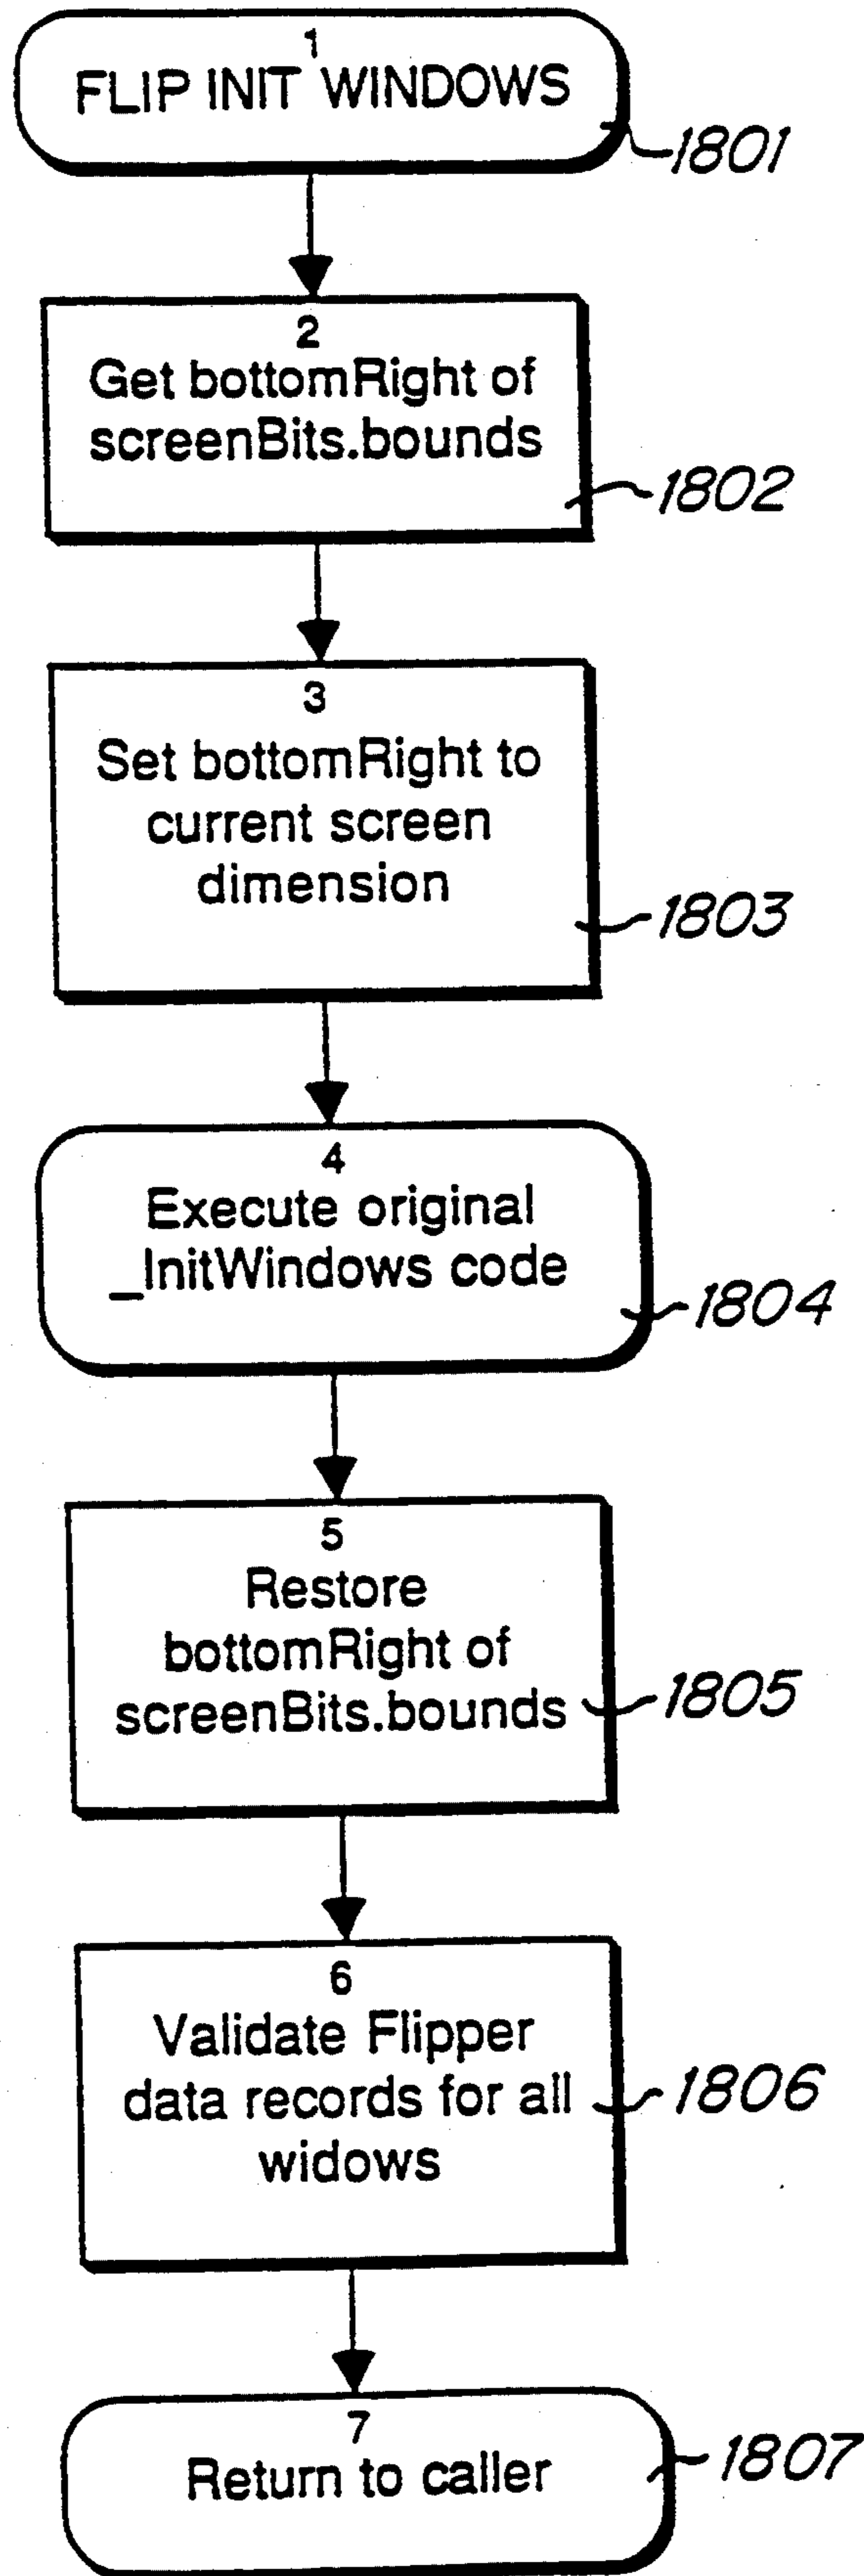 1
FLIP INIT WINDOWS
1801
2
Get bottomRight of
screenBits.bounds
1802
3
Set bottomRight to
current screen
dimension
1803
4
Execute original
_InitWindows code
1804
5
Restore
bottomRight of
screenBits.bounds
1805
6
Validate Flipper
data records for all
widows
1806
7
Return to caller
1807